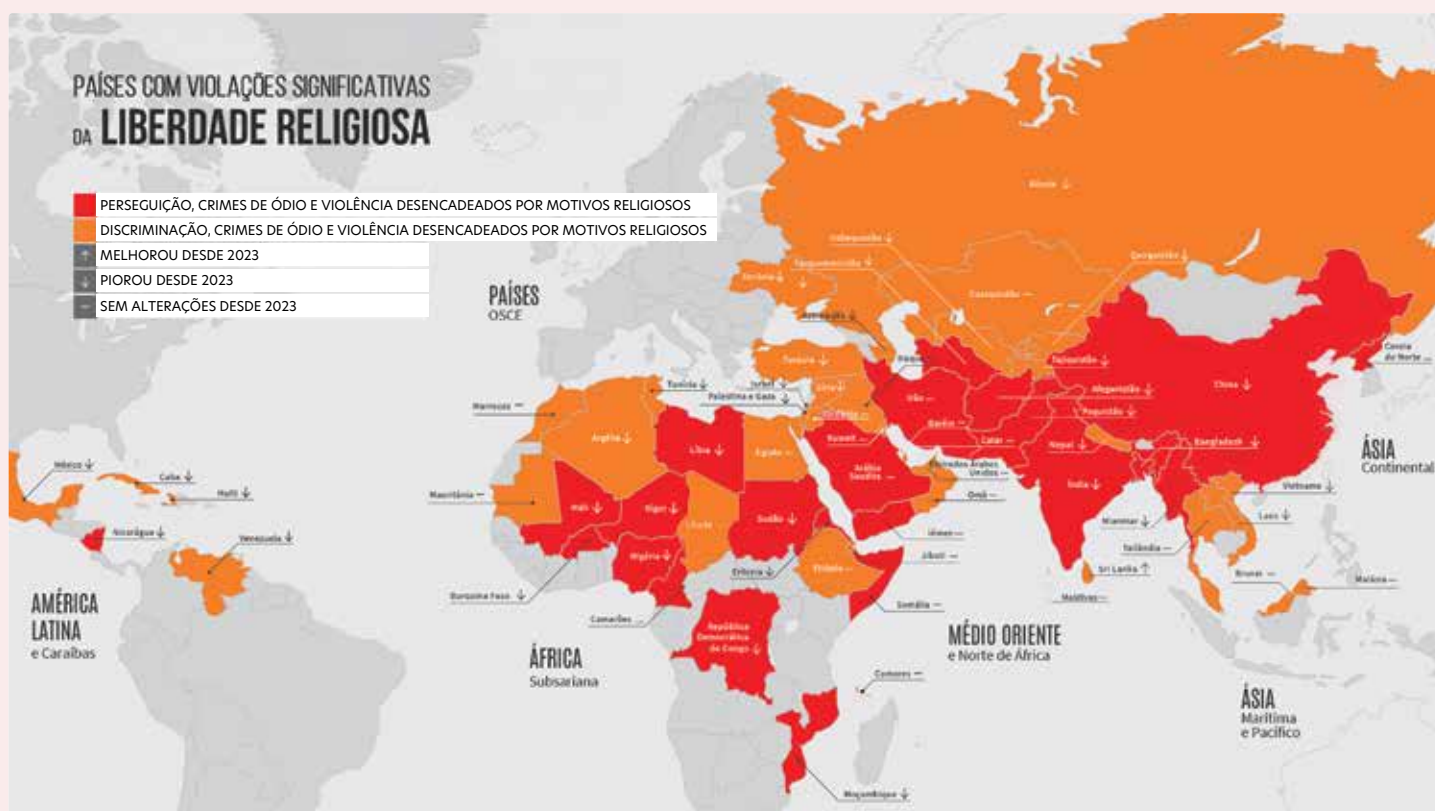 PAÍSES COM VIOLAÇÕES SIGNIFICATIVAS
DA LIBERDADE RELIGIOSA
PERSEGUIÇÃO, CRIMES DE ÓDIO E VIOLÊNCIA DESENCADEADOS POR MOTIVOS RELIGIOSOS
DISCRIMINAÇÃO, CRIMES DE ÓDIO E VIOLÊNCIA DESENCADEADOS POR MOTIVOS RELIGIOSOS
↑ MELHOROU DESDE 2023
↓ PIOROU DESDE 2023
– SEM ALTERAÇÕES DESDE 2023
PAÍSES
OSCE
Rússia ↓
Usbequistão ↓
Turquemenistão ↓
Quirguistão ↓
Cazaquistão –
Ucrânia ↓
Turquia ↓
Síria ↓
Tunísia ↓
Israel ↓
Palestina e Gaza ↓
Marrocos –
Argélia ↓
Líbia ↓
Egipto –
Mauritânia –
Mali ↓
Níger ↓
Chade –
Sudão ↓
Nigéria ↓
Etiópia –
Eritreia ↓
Burquina Faso ↓
Camarões
República
Democrática
do Congo ↓
Somália –
Comores –
Moçambique ↓
Irão –
Kuwait –
Barém –
Catar –
Arábia
Saudita –
Emirados Árabes
Unidos –
Omã –
Iémen –
Jibuti –
Tajiquistão ↓
Afeganistão ↓
Paquistão ↓
Nepal ↓
Índia ↓
Bangladesh ↓
China ↓
Coreia
do Norte –
Vietname ↓
Laos ↓
Mianmar ↓
Tailândia –
Sri Lanka ↑
Maldivas –
Brunei –
Malásia –
México ↓
Cuba ↓
Haiti ↓
Nicarágua ↓
Venezuela ↓
AMÉRICA
LATINA
e Caraíbas
ÁFRICA
Subsariana
MÉDIO ORIENTE
e Norte de África
ÁSIA
Continental
ÁSIA
Marítima
e Pacífico